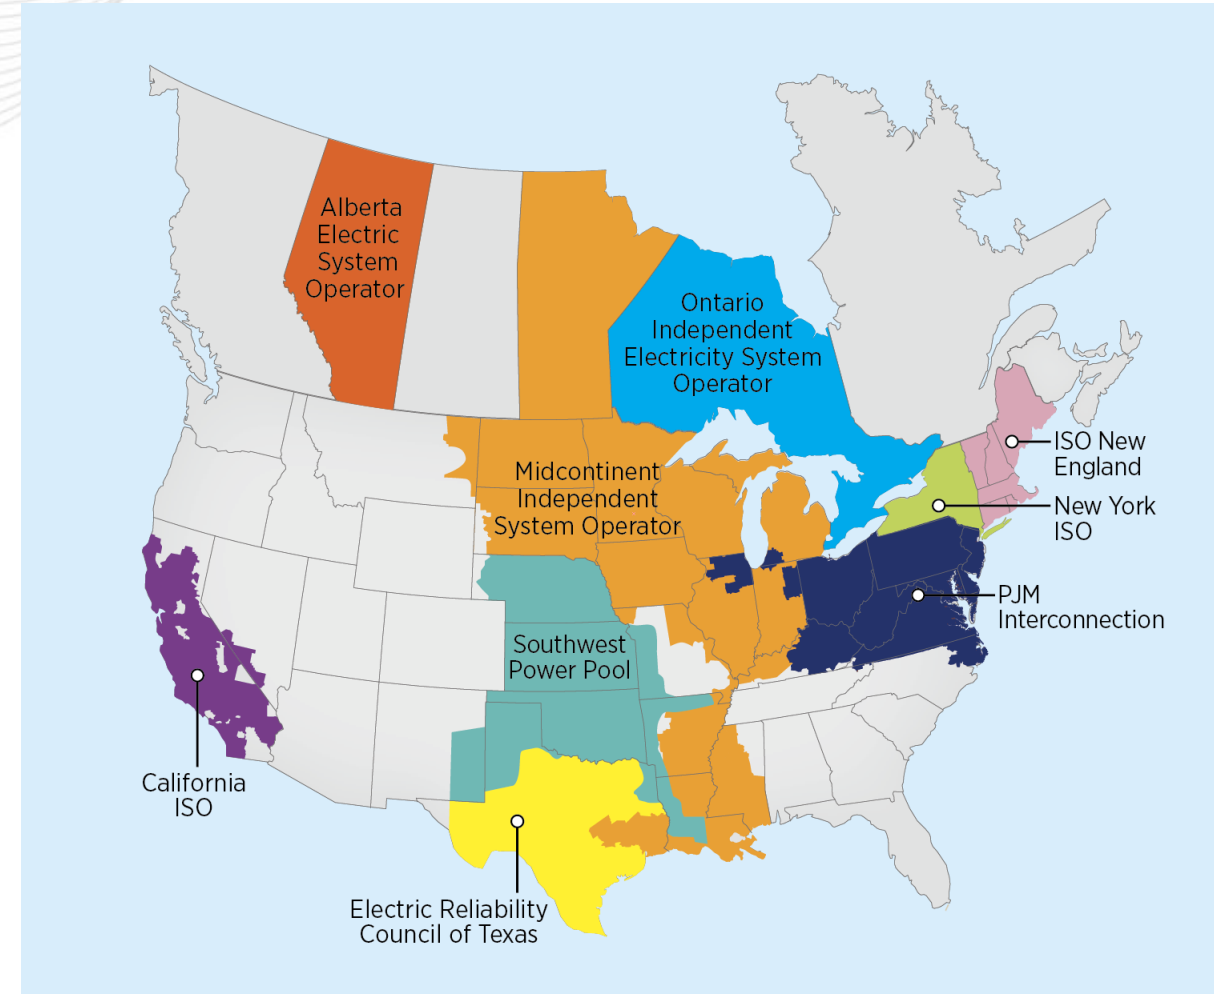 Alberta
Electric
System
Operator
Ontario
Independent
Electricity System
Operator
ISO New
England
Midcontinent
Independent
System Operator
New York
ISO
PJM
Interconnection
Southwest
Power Pool
California
ISO
Electric Reliability
Council of Texas